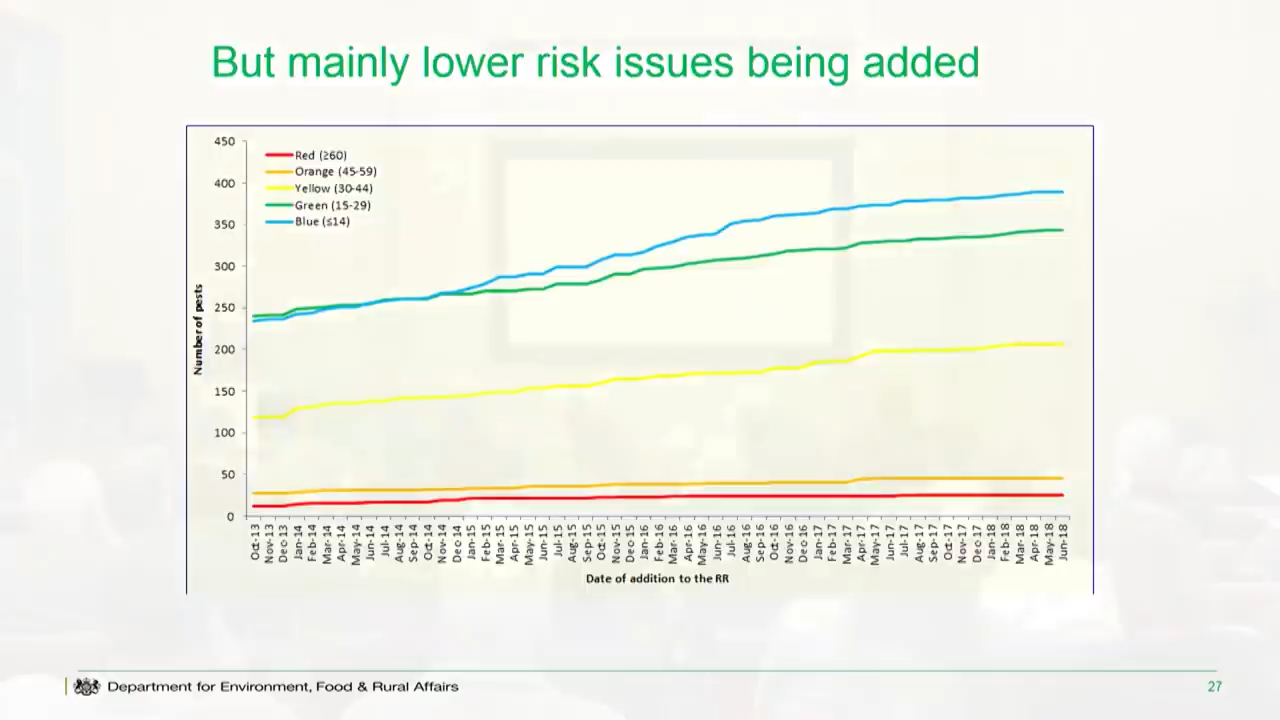 But mainly lower risk issues being added
450
400
350
300
250
200
150
100
50
0
Number of pests
Red (≥60)
Orange (45-59)
Yellow (30-44)
Green (15-29)
Blue (≤14)
Oct-13
Nov-13
Dec-13
Jan-14
Feb-14
Mar-14
Apr-14
May-14
Jun-14
Jul-14
Aug-14
Sep-14
Oct-14
Nov-14
Dec-14
Jan-15
Feb-15
Mar-15
Apr-15
May-15
Jun-15
Jul-15
Aug-15
Sep-15
Oct-15
Nov-15
Dec-15
Jan-16
Feb-16
Mar-16
Apr-16
May-16
Jun-16
Jul-16
Aug-16
Sep-16
Oct-16
Nov-16
Dec-16
Jan-17
Feb-17
Mar-17
Apr-17
May-17
Jun-17
Jul-17
Aug-17
Sep-17
Oct-17
Nov-17
Dec-17
Jan-18
Feb-18
Mar-18
Apr-18
May-18
Jun-18
Date of addition to the RR
Department for Environment, Food & Rural Affairs
27